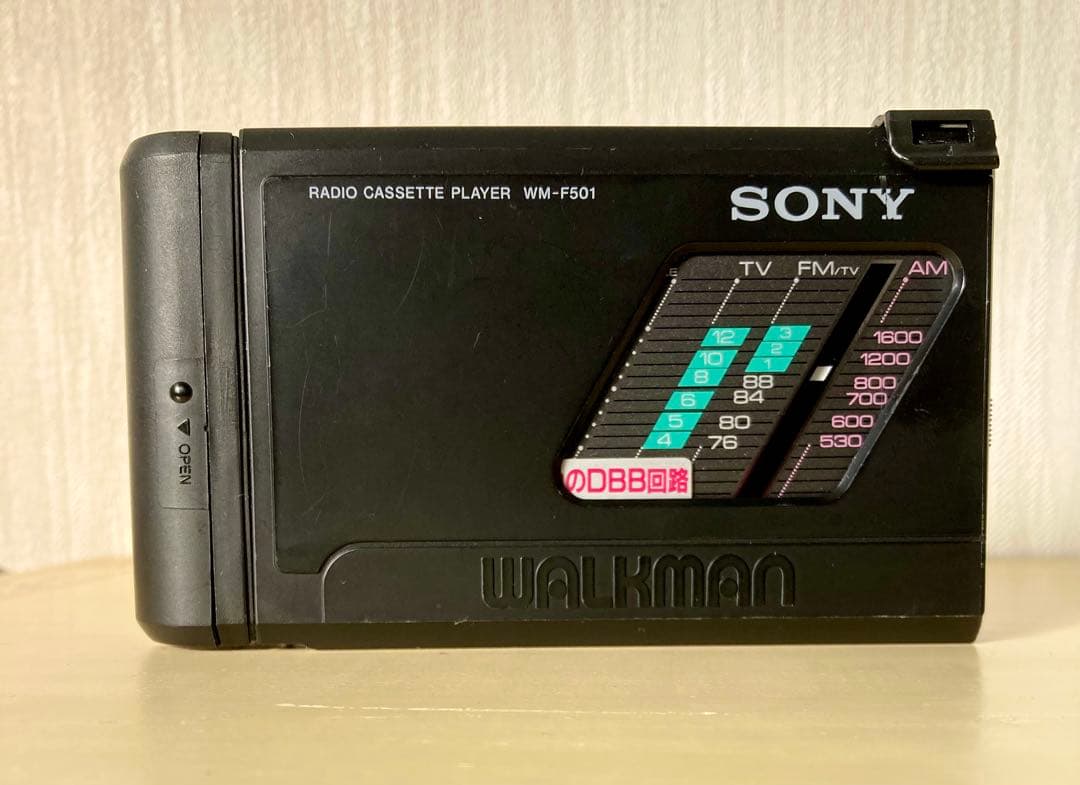 RADIO CASSETTE PLAYER WM-F501
SONY
TV FM/TV AM
12 3 1600
10 2 1200
8 1 88 800
6 84 700
5 80 600
4 76 530
のDBB回路
OPEN
WALKMAN